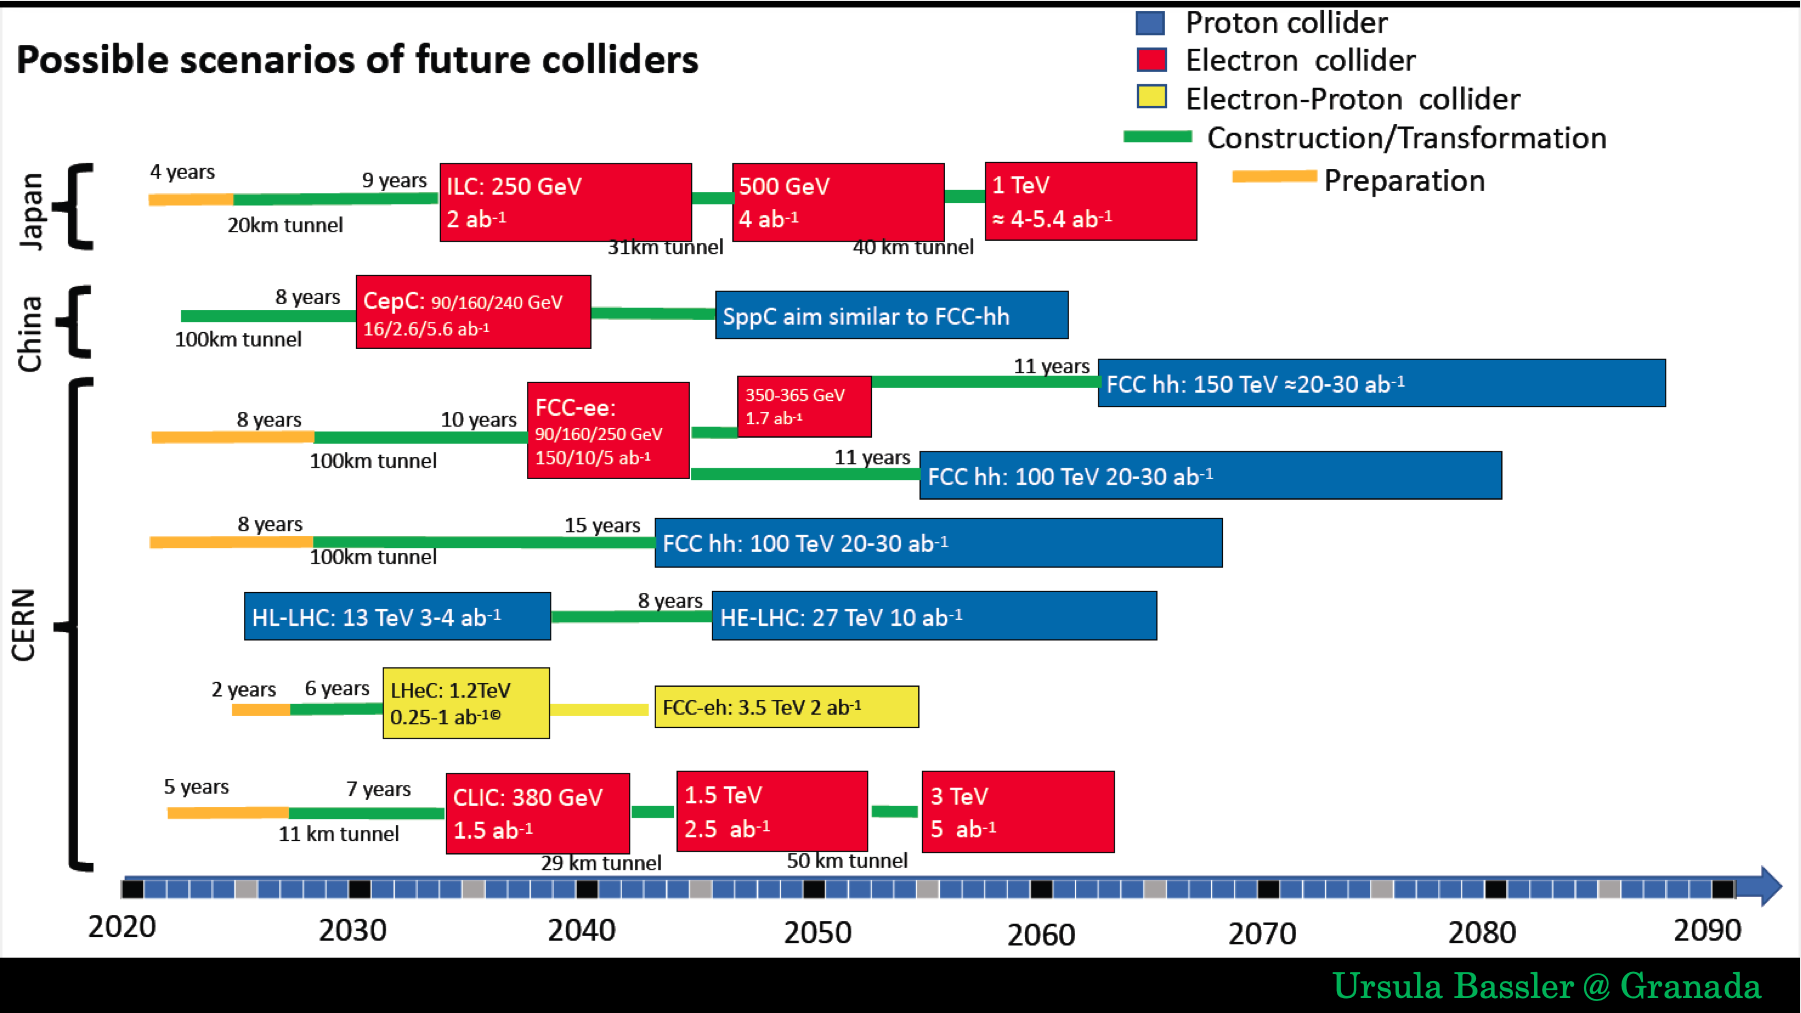 Possible scenarios of future colliders
Proton collider
Electron collider
Electron-Proton collider
Construction/Transformation
Preparation
Japan
4 years
9 years
20km tunnel
ILC: 250 GeV
2 ab-1
31km tunnel
500 GeV
4 ab-1
40 km tunnel
1 TeV
≈ 4-5.4 ab-1
China
8 years
100km tunnel
CepC: 90/160/240 GeV
16/2.6/5.6 ab-1
SppC aim similar to FCC-hh
CERN
8 years
10 years
100km tunnel
FCC-ee:
90/160/250 GeV
150/10/5 ab-1
350-365 GeV
1.7 ab-1
11 years
FCC hh: 150 TeV ≈20-30 ab-1
11 years
FCC hh: 100 TeV 20-30 ab-1
8 years
15 years
100km tunnel
FCC hh: 100 TeV 20-30 ab-1
HL-LHC: 13 TeV 3-4 ab-1
8 years
HE-LHC: 27 TeV 10 ab-1
2 years
6 years
LHeC: 1.2TeV
0.25-1 ab-1©
FCC-eh: 3.5 TeV 2 ab-1
5 years
7 years
11 km tunnel
CLIC: 380 GeV
1.5 ab-1
29 km tunnel
1.5 TeV
2.5 ab-1
50 km tunnel
3 TeV
5 ab-1
2020
2030
2040
2050
2060
2070
2080
2090
Ursula Bassler @ Granada